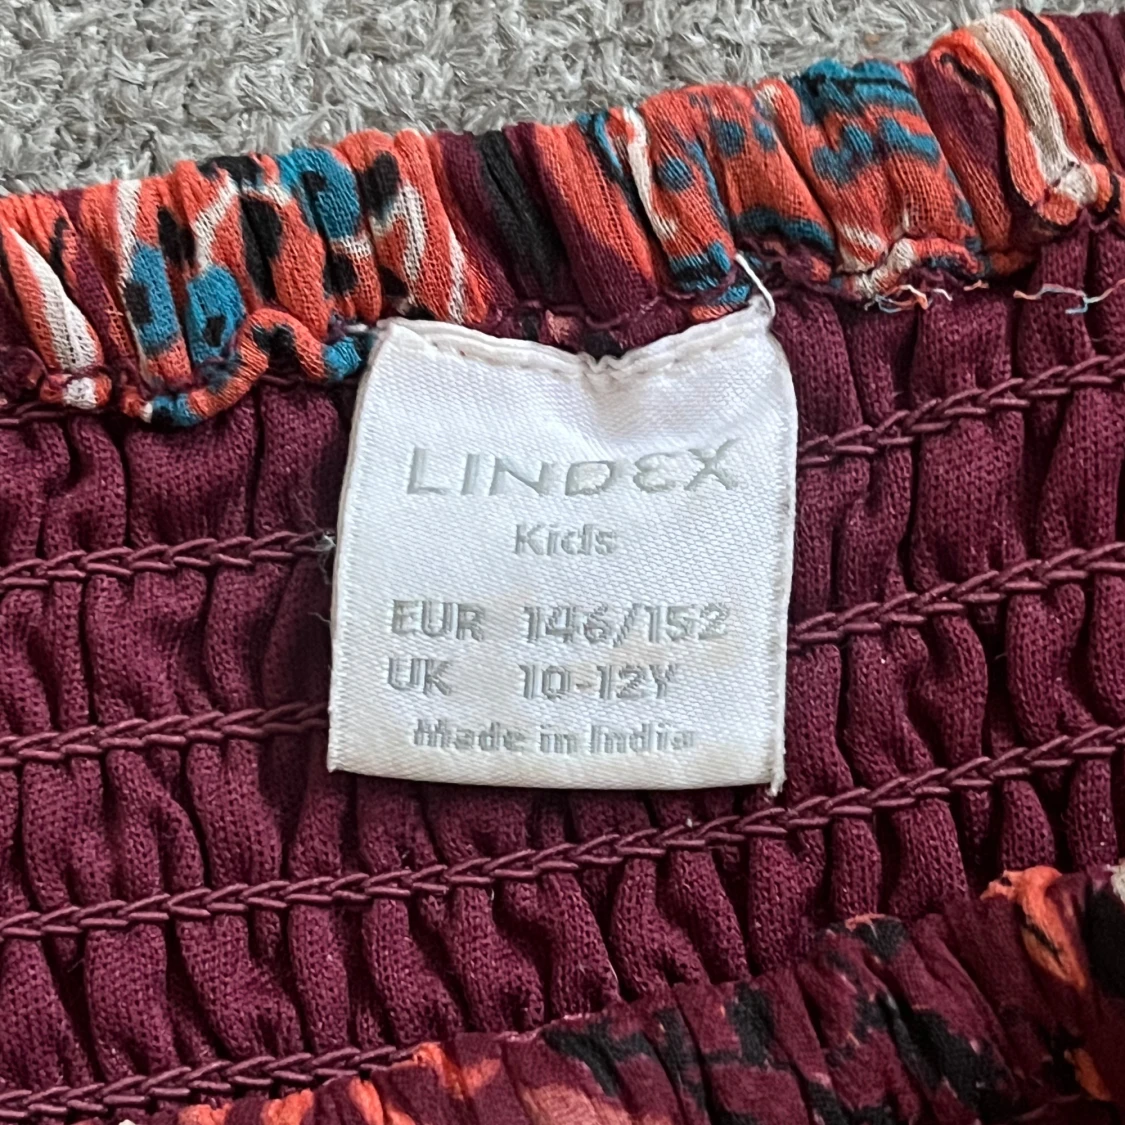 LINDEX
Kids
EUR 146/152
UK 10-12Y
Made in India